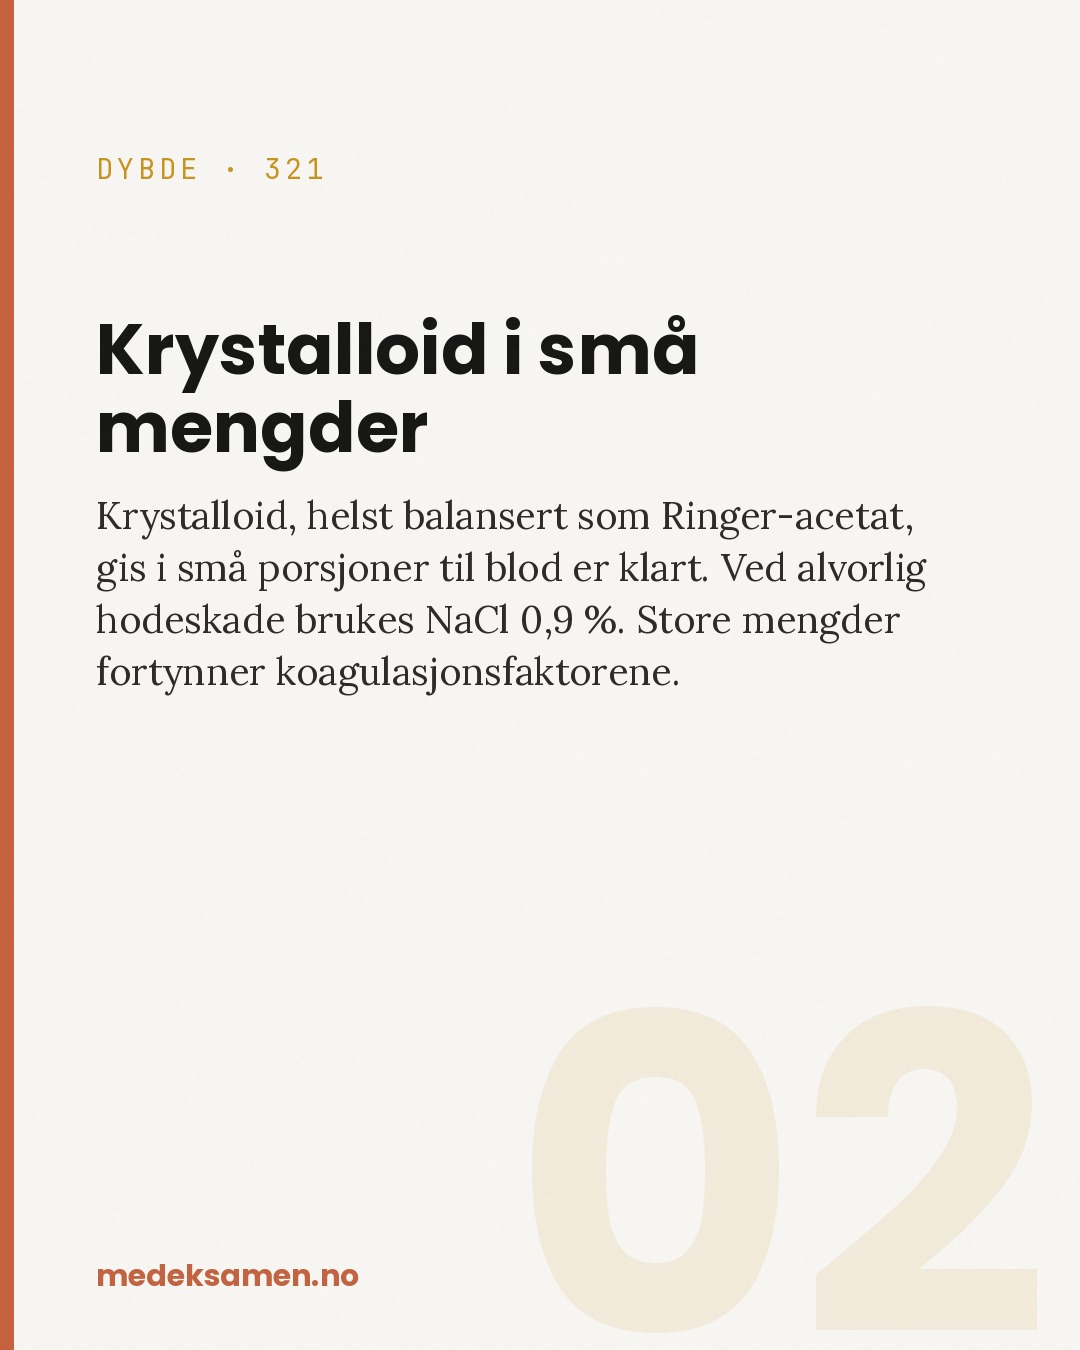 DYBDE · 321
Krystalloid i små
mengder
Krystalloid, helst balansert som Ringer-acetat,
gis i små porsjoner til blod er klart. Ved alvorlig
hodeskade brukes NaCl 0,9 %. Store mengder
fortynner koagulasjonsfaktorene.
02
medeksamen.no